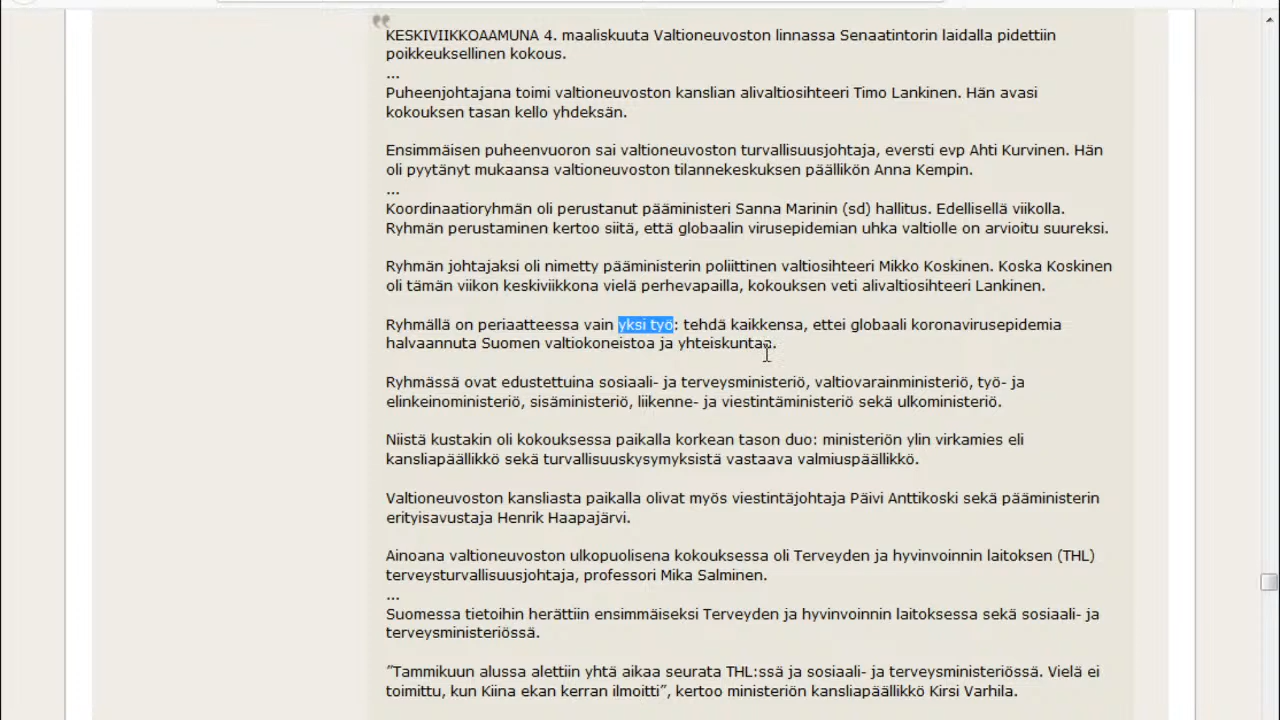 KESKIVIIKKOAAMUNA 4. maaliskuuta Valtioneuvoston linnassa Senaatintorin laidalla pidettiin
poikkeuksellinen kokous.
...
Puheenjohtajana toimi valtioneuvoston kanslian alivaltiosihteeri Timo Lankinen. Hän avasi
kokouksen tasan kello yhdeksän.
Ensimmäisen puheenvuoron sai valtioneuvoston turvallisuusjohtaja, eversti evp Ahti Kurvinen. Hän
oli pyytänyt mukaansa valtioneuvoston tilannekeskuksen päällikön Anna Kempin.
...
Koordinaatioryhmän oli perustanut pääministeri Sanna Marinin (sd) hallitus. Edellisellä viikolla.
Ryhmän perustaminen kertoo siitä, että globaalin virusepidemian uhka valtiolle on arvioitu suureksi.
Ryhmän johtajaksi oli nimetty pääministerin poliittinen valtiosihteeri Mikko Koskinen. Koska Koskinen
oli tämän viikon keskiviikkona vielä perhevapailla, kokouksen veti alivaltiosihteeri Lankinen.
Ryhmällä on periaatteessa vain yksi työ: tehdä kaikkensa, ettei globaali koronavirusepidemia
halvaannuta Suomen valtiokoneistoa ja yhteiskuntaa.
Ryhmässä ovat edustettuina sosiaali- ja terveysministeriö, valtiovarainministeriö, työ- ja
elinkeinoministeriö, sisäministeriö, liikenne- ja viestintäministeriö sekä ulkoministeriö.
Niistä kustakin oli kokouksessa paikalla korkean tason duo: ministeriön ylin virkamies eli
kansliapäällikkö sekä turvallisuuskysymyksistä vastaava valmiuspäällikkö.
Valtioneuvoston kansliasta paikalla olivat myös viestintäjohtaja Päivi Anttikoski sekä pääministerin
erityisavustaja Henrik Haapajärvi.
Ainoana valtioneuvoston ulkopuolisena kokouksessa oli Terveyden ja hyvinvoinnin laitoksen (THL)
terveysturvallisuusjohtaja, professori Mika Salminen.
...
Suomessa tietoihin herättiin ensimmäiseksi Terveyden ja hyvinvoinnin laitoksessa sekä sosiaali- ja
terveysministeriössä.
”Tammikuun alussa alettiin yhtä aikaa seurata THL:ssä ja sosiaali- ja terveysministeriössä. Vielä ei
toimittu, kun Kiina ekan kerran ilmoitti”, kertoo ministeriön kansliapäällikkö Kirsi Varhila.